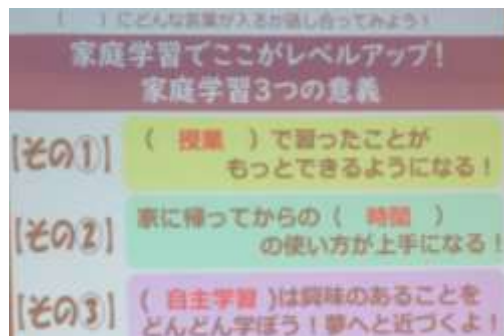 （　　）にどんな言葉が入るか話し合ってみよう！
家庭学習でここがレベルアップ！
家庭学習3つの意義
【その①】
（ 授業 ）で習ったことが
もっとできるようになる！
【その②】
家に帰ってからの（ 時間 ）
の使い方が上手になる！
【その③】
（ 自主学習 ）は興味のあることを
どんどん学ぼう！夢へと近づくよ！